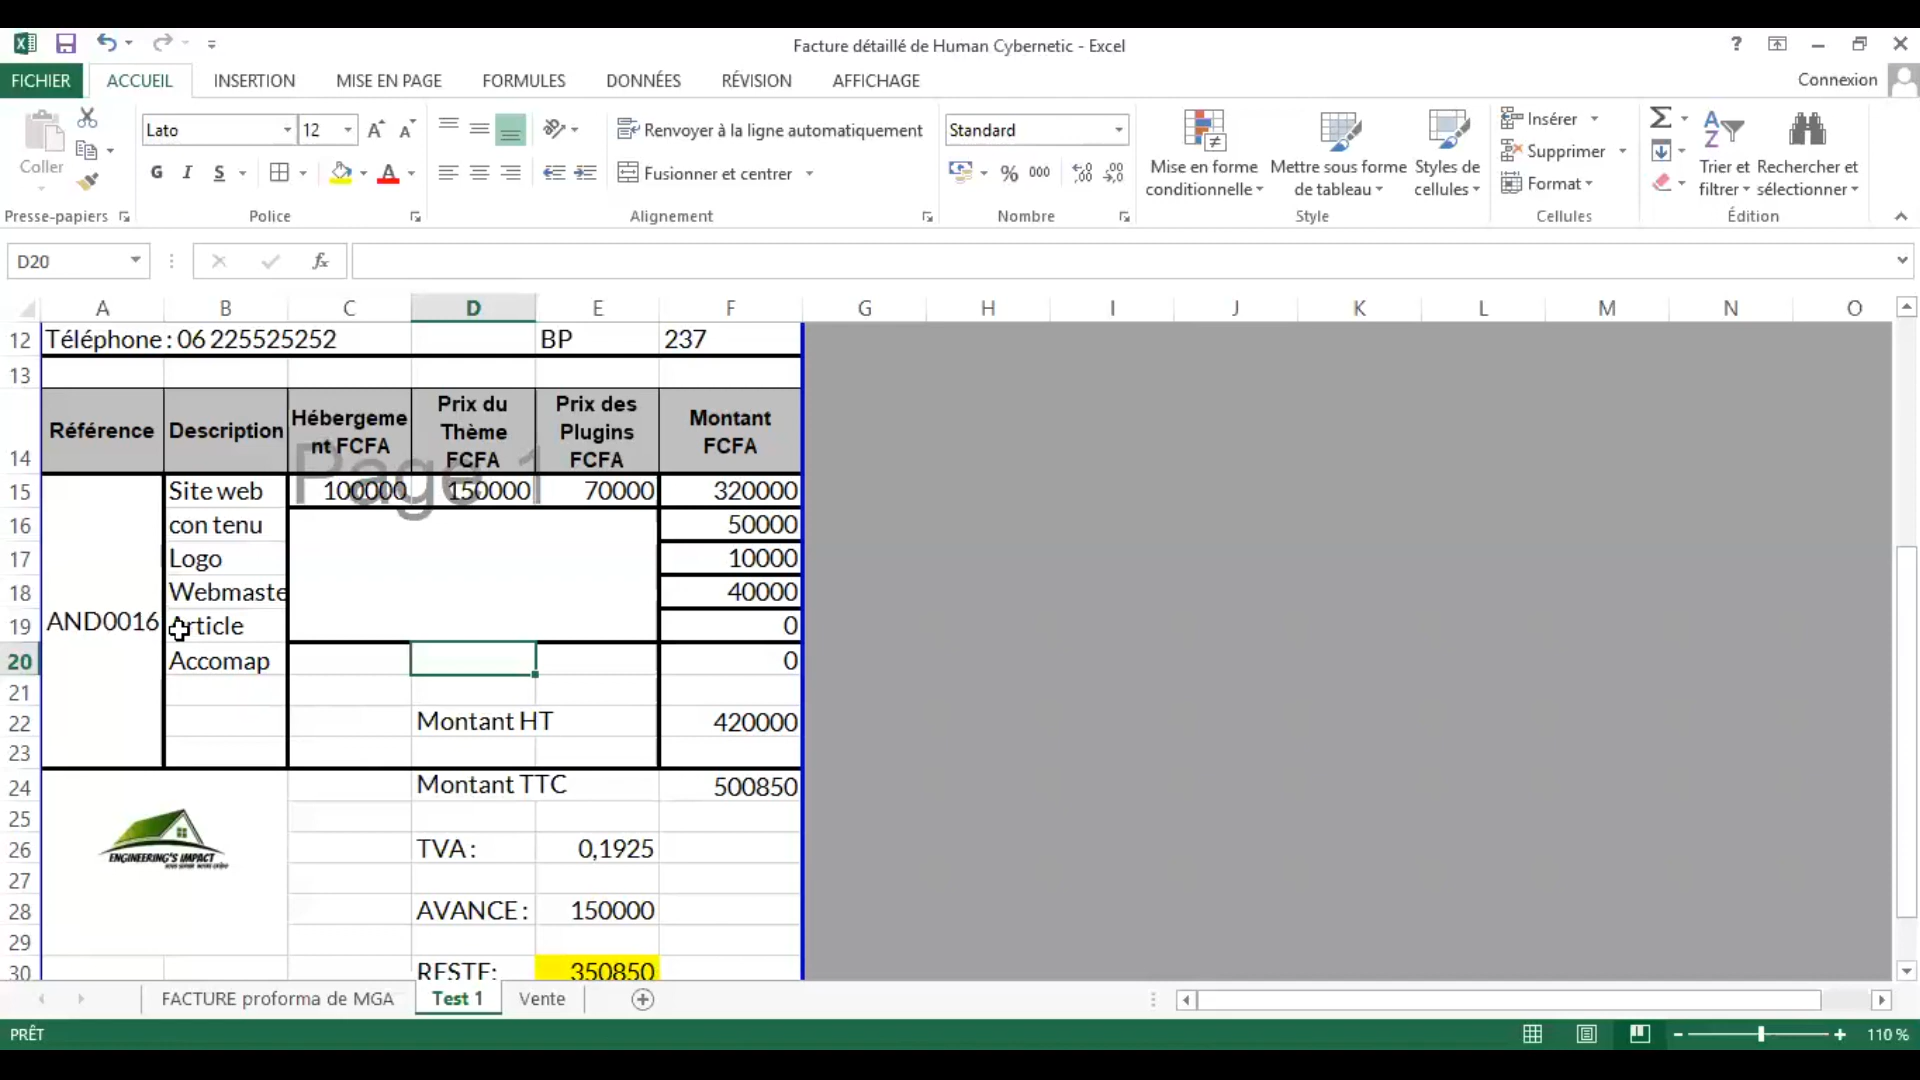 Facture détaillé de Human Cybernetic - Excel
?
FICHIER ACCUEIL INSERTION MISE EN PAGE FORMULES DONNÉES RÉVISION AFFICHAGE Connexion
Coller
Presse-papiers
Lato 12
G I S
Police
Renvoyer à la ligne automatiquement
Fusionner et centrer
Alignement
Standard
% 000
Nombre
Mise en forme conditionnelle
Mettre sous forme de tableau
Styles de cellules
Style
Insérer
Supprimer
Format
Cellules
Trier et filtrer
Rechercher et sélectionner
Édition
D20 fx
A B C D E F G H I J K L M N O
12 Téléphone : 06 225525252 BP 237
13
14 Référence Description Hébergeme nt FCFA Prix du Thème FCFA Prix des Plugins FCFA Montant FCFA
Page 1
15 Site web 100000 150000 70000 320000
16 con tenu 50000
17 Logo 10000
18 Webmaste 40000
19 AND0016 Article 0
20 Accomap 0
21
22 Montant HT 420000
23
24 Montant TTC 500850
25
ENGINEERING'S IMPACT
26 TVA : 0,1925
27
28 AVANCE : 150000
29
30 RESTE: 350850
FACTURE proforma de MGA Test 1 Vente
PRÊT 110 %